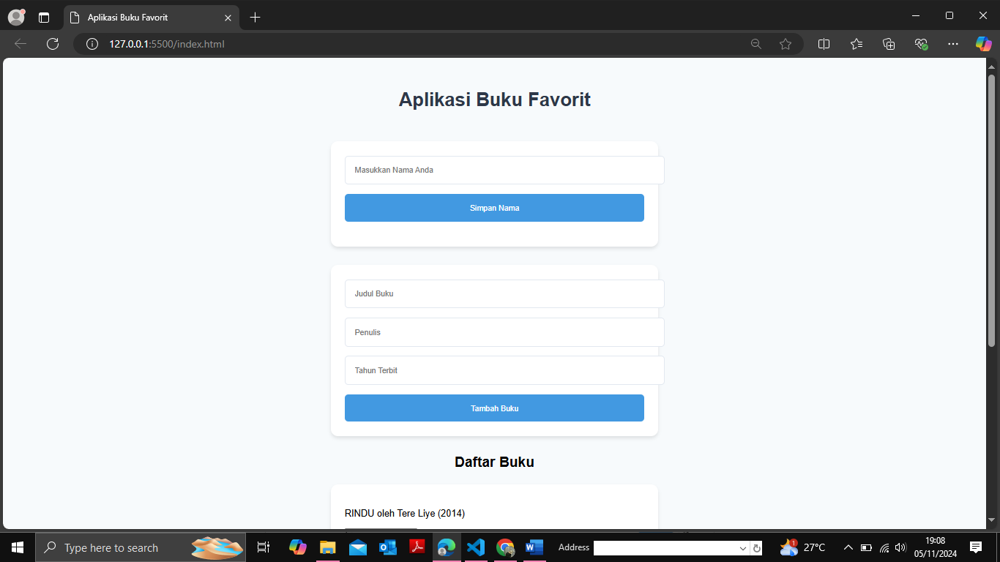 Aplikasi Buku Favorit
127.0.0.1:5500/index.html
Aplikasi Buku Favorit
Masukkan Nama Anda
Simpan Nama
Judul Buku
Penulis
Tahun Terbit
Tambah Buku
Daftar Buku
RINDU oleh Tere Liye (2014)
Type here to search
Address
1
27°C
19:08
05/11/2024